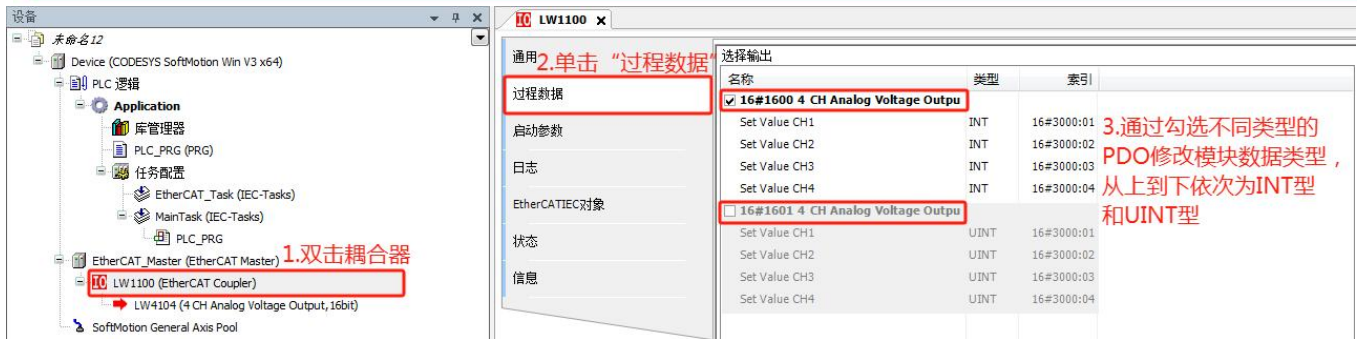 设备
未命名12
Device (CODESYS SoftMotion Win V3 x64)
PLC 逻辑
Application
库管理器
PLC_PRG (PRG)
任务配置
EtherCAT_Task (IEC-Tasks)
MainTask (IEC-Tasks)
PLC_PRG
EtherCAT_Master (EtherCAT Master)
1.双击耦合器
LW1100 (EtherCAT Coupler)
LW4104 (4 CH Analog Voltage Output, 16bit)
SoftMotion General Axis Pool
LW1100
通用
2.单击“过程数据”
过程数据
启动参数
日志
EtherCATIEC对象
状态
信息
选择输出
名称 类型 索引
16#1600 4 CH Analog Voltage Outpu
Set Value CH1 INT 16#3000:01
Set Value CH2 INT 16#3000:02
Set Value CH3 INT 16#3000:03
Set Value CH4 INT 16#3000:04
16#1601 4 CH Analog Voltage Outpu
Set Value CH1 UINT 16#3000:01
Set Value CH2 UINT 16#3000:02
Set Value CH3 UINT 16#3000:03
Set Value CH4 UINT 16#3000:04
3.通过勾选不同类型的
PDO修改模块数据类型，
从上到下依次为INT型
和UINT型